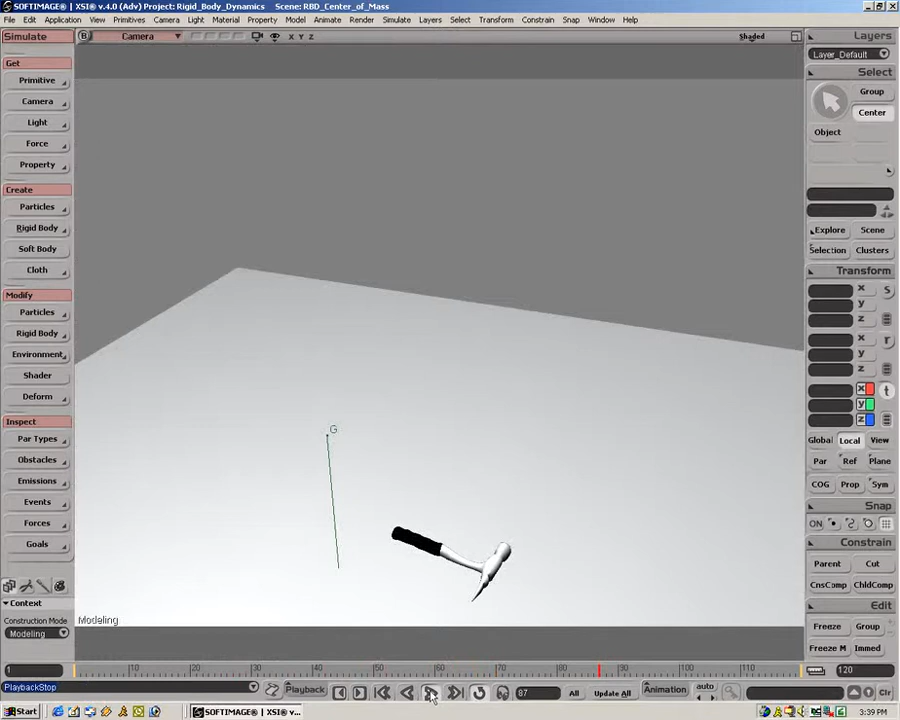 SOFTIMAGE® | XSI® v.4.0 (Adv) Project: Rigid_Body_Dynamics Scene: RBD_Center_of_Mass
File Edit Application View Primitives Camera Light Material Property Model Animate Render Simulate Layers Select Transform Constrain Snap Window Help
Simulate
Get
Primitive
Camera
Light
Force
Property
Create
Particles
Rigid Body
Soft Body
Cloth
Modify
Particles
Rigid Body
Environment
Shader
Deform
Inspect
Par Types
Obstacles
Emissions
Events
Forces
Goals
Context
Construction Mode
Modeling
B Camera X Y Z Shaded
G
Modeling
Layers
Layer_Default
Select
Group
Center
Object
Explore Scene
Selection Clusters
Transform
x s
y
z
x r
y
z
x t
y
z
Global Local View
Par Ref Plane
COG Prop Sym
Snap
ON
Constrain
Parent Cut
CnsComp ChldComp
Edit
Freeze Group
Freeze M Immed
1 10 20 30 40 50 60 70 80 90 100 110 120
PlaybackStop Playback 87 All Update All Animation auto Clr
Start SOFTIMAGE® | XSI® v... 3:39 PM